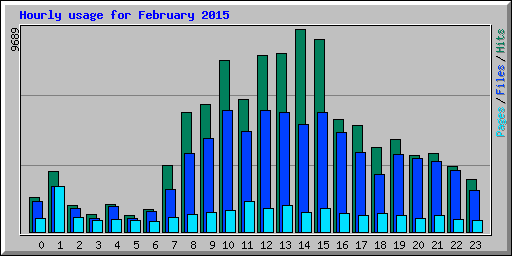 Hourly usage for February 2015
9689
Pages/Files/Hits
0 1 2 3 4 5 6 7 8 9 10 11 12 13 14 15 16 17 18 19 20 21 22 23